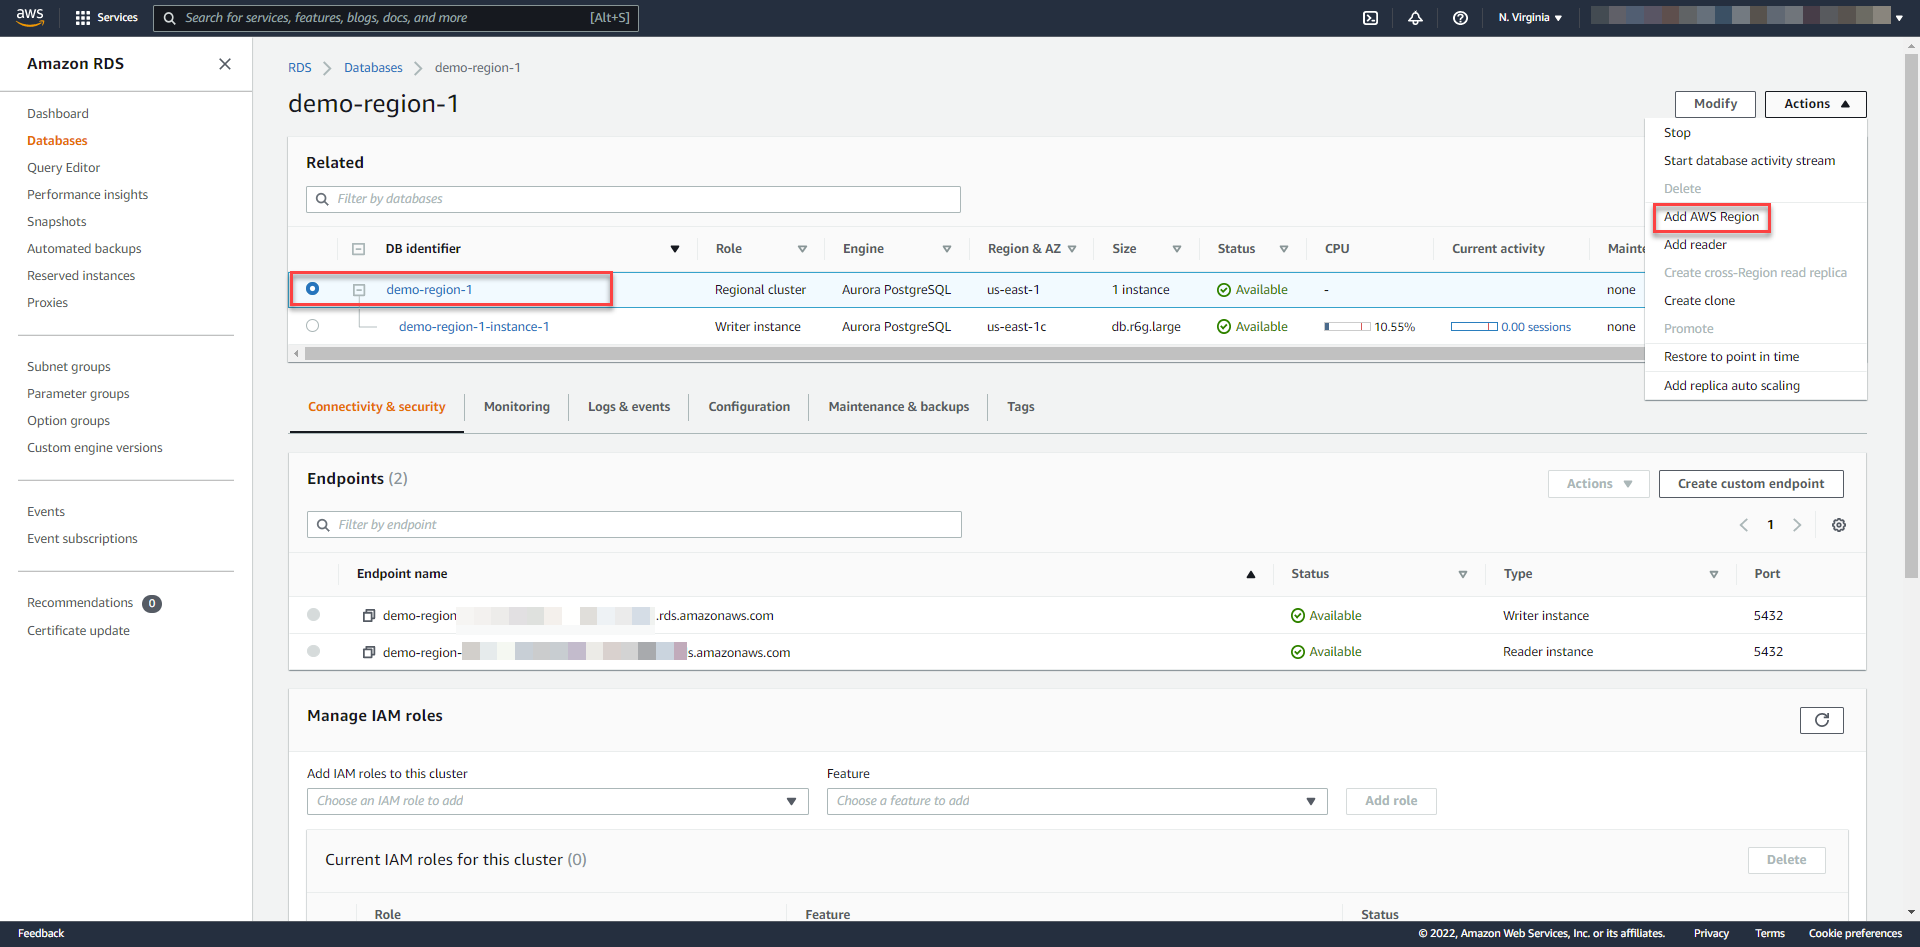 aws Services Search for services, features, blogs, docs, and more [Alt+S] N. Virginia
Amazon RDS
Dashboard
Databases
Query Editor
Performance insights
Snapshots
Automated backups
Reserved instances
Proxies
Subnet groups
Parameter groups
Option groups
Custom engine versions
Events
Event subscriptions
Recommendations 0
Certificate update
RDS Databases demo-region-1
demo-region-1
Modify Actions
Stop
Start database activity stream
Delete
Add AWS Region
Add reader
Create cross-Region read replica
Create clone
Promote
Restore to point in time
Add replica auto scaling
Related
Filter by databases
DB identifier Role Engine Region & AZ Size Status CPU Current activity Mainte
demo-region-1 Regional cluster Aurora PostgreSQL us-east-1 1 instance Available - none
demo-region-1-instance-1 Writer instance Aurora PostgreSQL us-east-1c db.r6g.large Available 10.55% 0.00 sessions none
Connectivity & security Monitoring Logs & events Configuration Maintenance & backups Tags
Endpoints (2)
Actions Create custom endpoint
Filter by endpoint
1
Endpoint name Status Type Port
demo-region .rds.amazonaws.com Available Writer instance 5432
demo-region- s.amazonaws.com Available Reader instance 5432
Manage IAM roles
Add IAM roles to this cluster Feature
Choose an IAM role to add Choose a feature to add Add role
Current IAM roles for this cluster (0) Delete
Role Feature Status
Feedback © 2022, Amazon Web Services, Inc. or its affiliates. Privacy Terms Cookie preferences